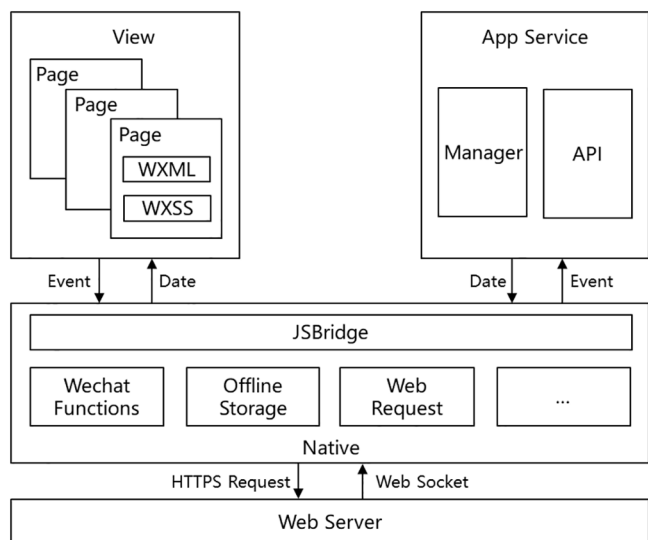 View
Page
Page
Page
WXML
WXSS
App Service
Manager
API
Event
Date
Date
Event
JSBridge
Wechat
Functions
Offline
Storage
Web
Request
...
Native
HTTPS Request
Web Socket
Web Server